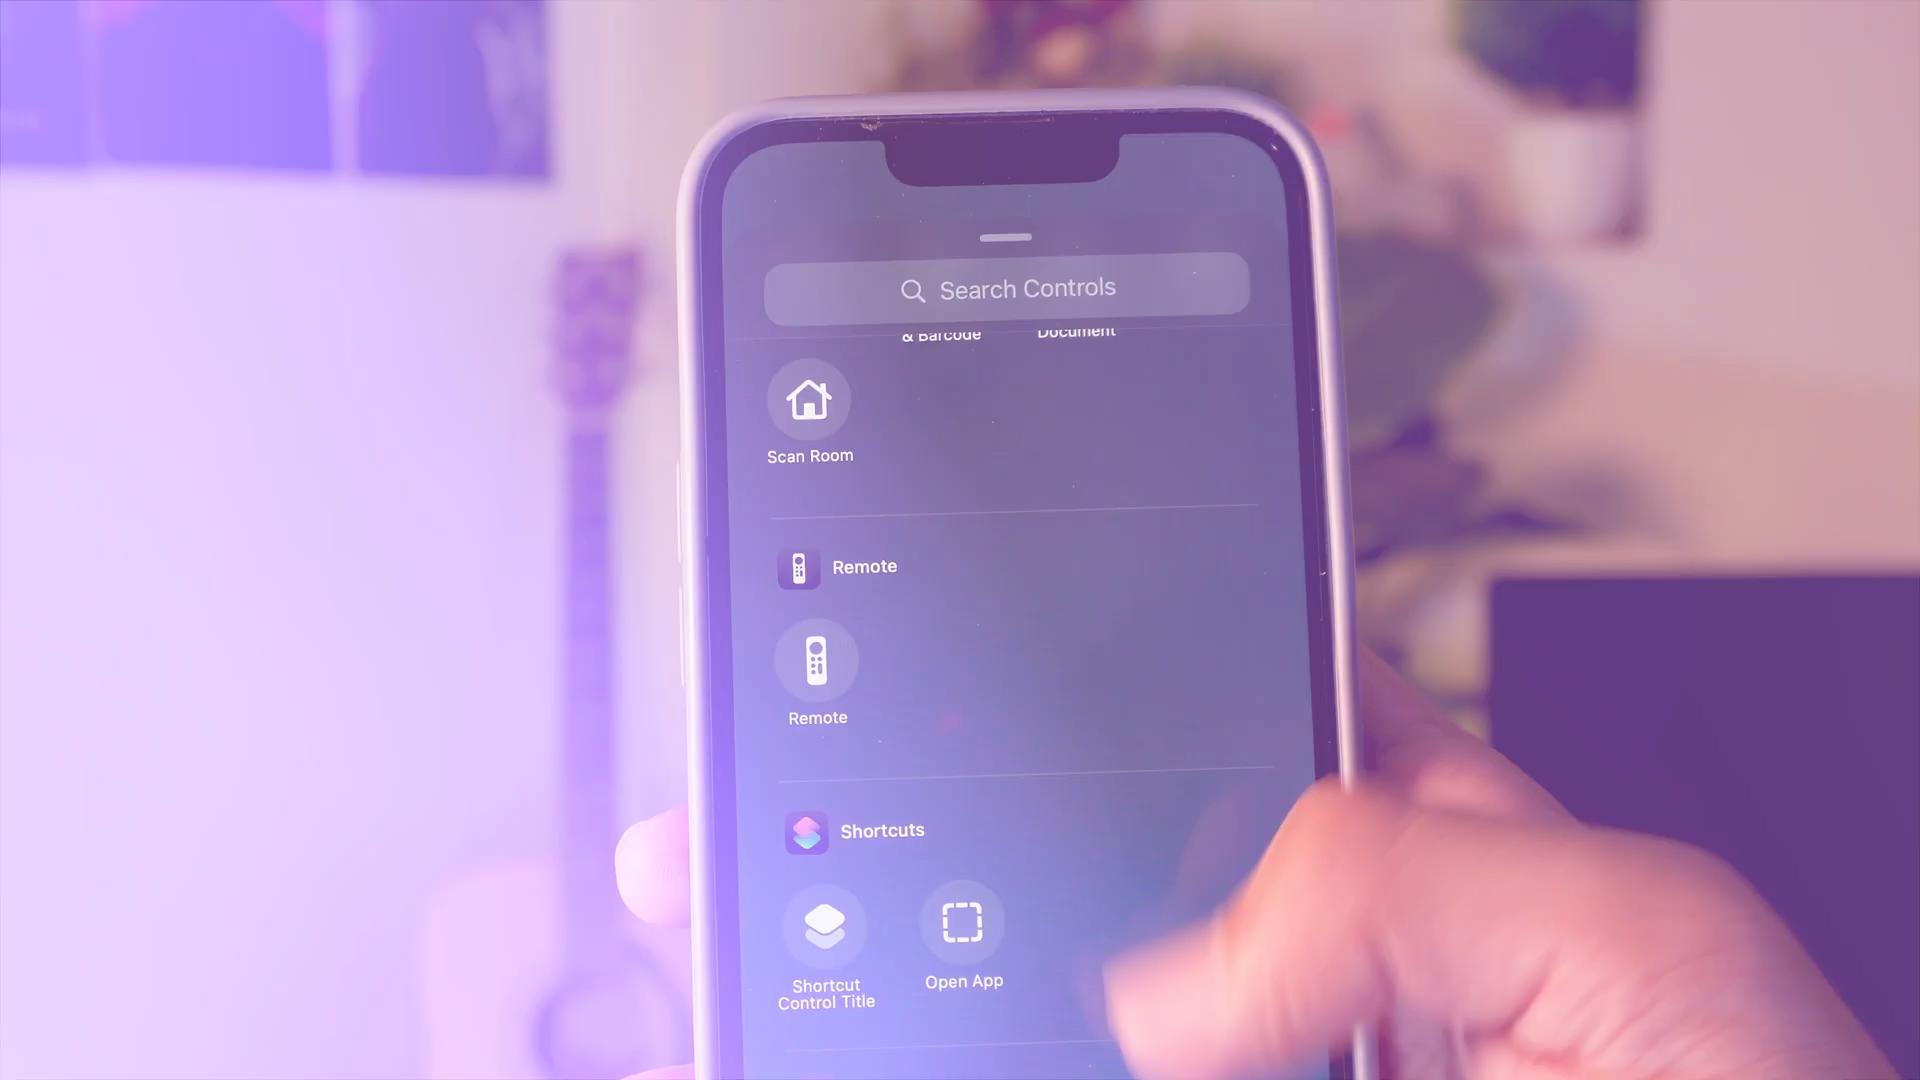 Search Controls
& Barcode
Document
Scan Room
Remote
Remote
Shortcuts
Shortcut
Control Title
Open App